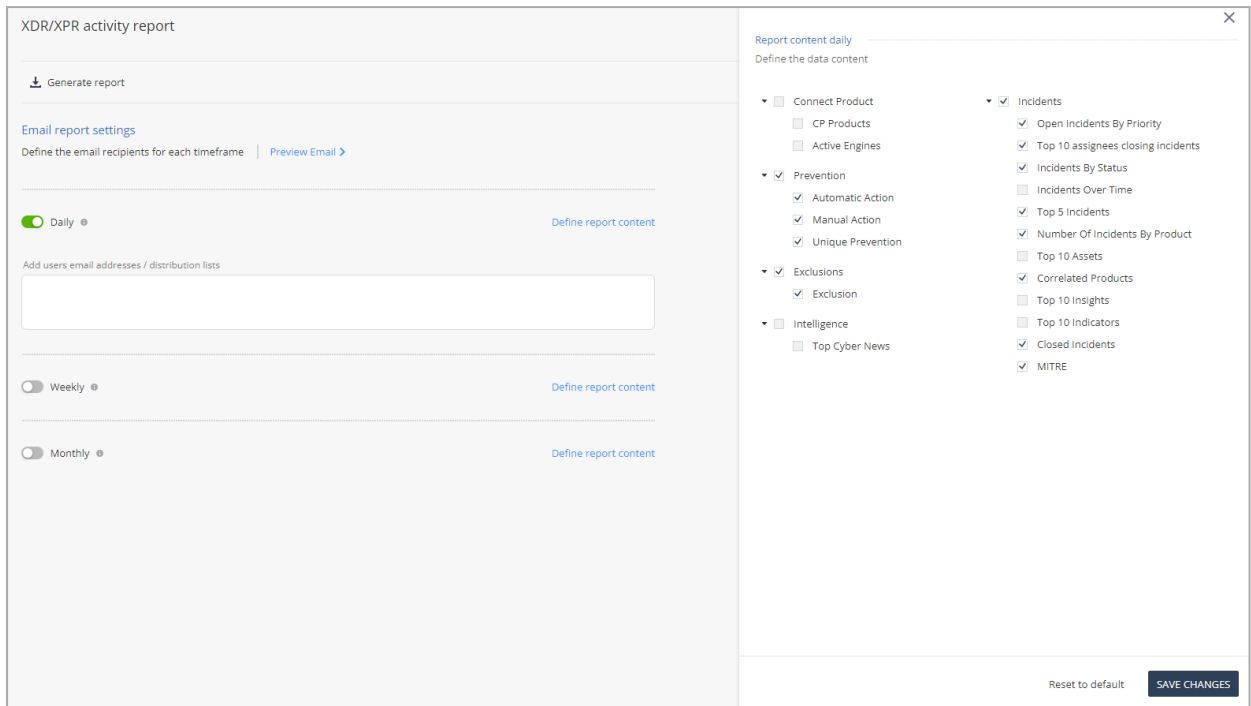 XDR/XPR activity report
Generate report
Email report settings
Define the email recipients for each timeframe
Preview Email
Daily
Define report content
Add users email addresses / distribution lists
Weekly
Define report content
Monthly
Define report content
Report content daily
Define the data content
Connect Product
CP Products
Active Engines
Prevention
Automatic Action
Manual Action
Unique Prevention
Exclusions
Exclusion
Intelligence
Top Cyber News
Incidents
Open Incidents By Priority
Top 10 assignees closing incidents
Incidents By Status
Incidents Over Time
Top 5 Incidents
Number Of Incidents By Product
Top 10 Assets
Correlated Products
Top 10 Insights
Top 10 Indicators
Closed Incidents
MITRE
Reset to default
SAVE CHANGES